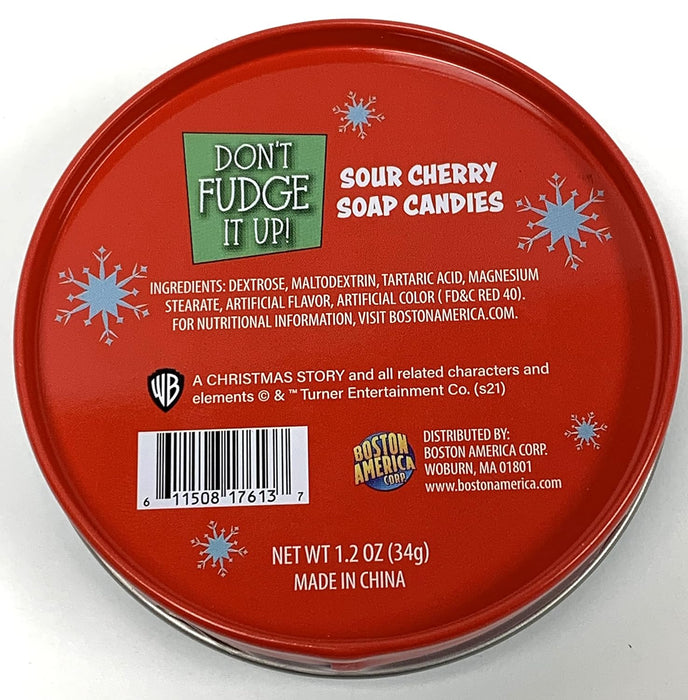 DON'T
FUDGE
IT UP!
SOUR CHERRY
SOAP CANDIES
INGREDIENTS: DEXTROSE, MALTODEXTRIN, TARTARIC ACID, MAGNESIUM
STEARATE, ARTIFICIAL FLAVOR, ARTIFICIAL COLOR ( FD&C RED 40).
FOR NUTRITIONAL INFORMATION, VISIT BOSTONAMERICA.COM.
WB
A CHRISTMAS STORY and all related characters and
elements © & ™ Turner Entertainment Co. (s21)
6 11508 17613 7
BOSTON
AMERICA
CORP.
DISTRIBUTED BY:
BOSTON AMERICA CORP.
WOBURN, MA 01801
www.bostonamerica.com
NET WT 1.2 OZ (34g)
MADE IN CHINA